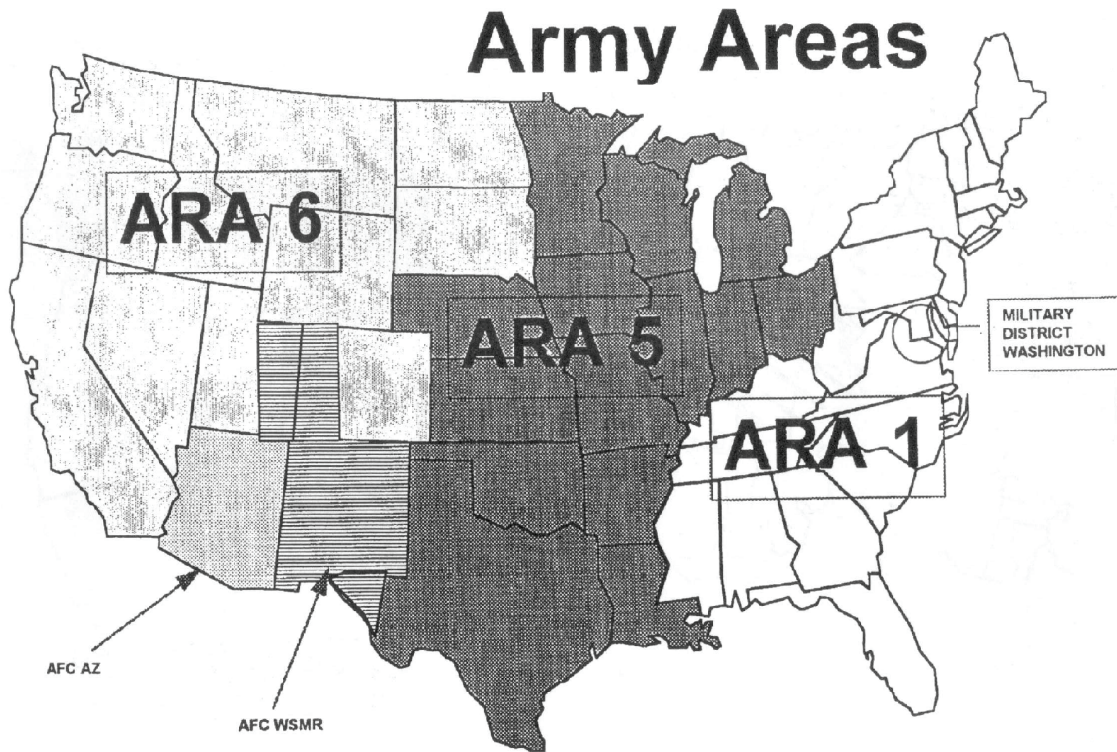 Army Areas
ARA 6
ARA 5
MILITARY
DISTRICT
WASHINGTON
ARA 1
AFC AZ
AFC WSMR